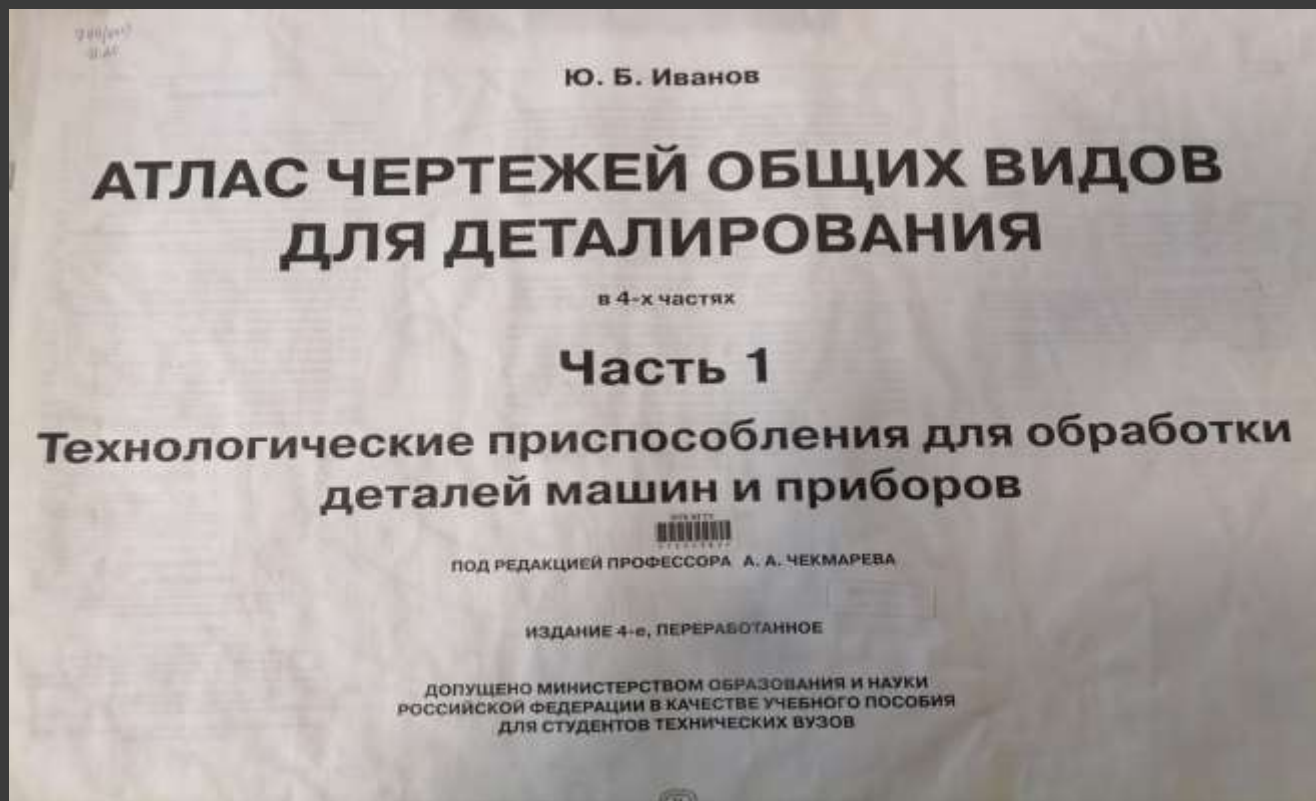 Ю. Б. Иванов
АТЛАС ЧЕРТЕЖЕЙ ОБЩИХ ВИДОВ
ДЛЯ ДЕТАЛИРОВАНИЯ
в 4-х частях
Часть 1
Технологические приспособления для обработки
деталей машин и приборов
ПОД РЕДАКЦИЕЙ ПРОФЕССОРА А. А. ЧЕКМАРЕВА
ИЗДАНИЕ 4-е, ПЕРЕРАБОТАННОЕ
ДОПУЩЕНО МИНИСТЕРСТВОМ ОБРАЗОВАНИЯ И НАУКИ
РОССИЙСКОЙ ФЕДЕРАЦИИ В КАЧЕСТВЕ УЧЕБНОГО ПОСОБИЯ
ДЛЯ СТУДЕНТОВ ТЕХНИЧЕСКИХ ВУЗОВ